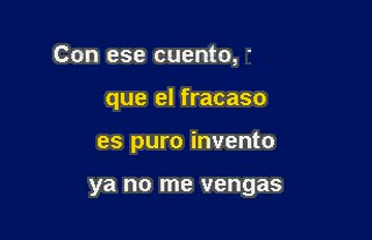 Con ese cuento,
que el fracaso
es puro invento
ya no me vengas